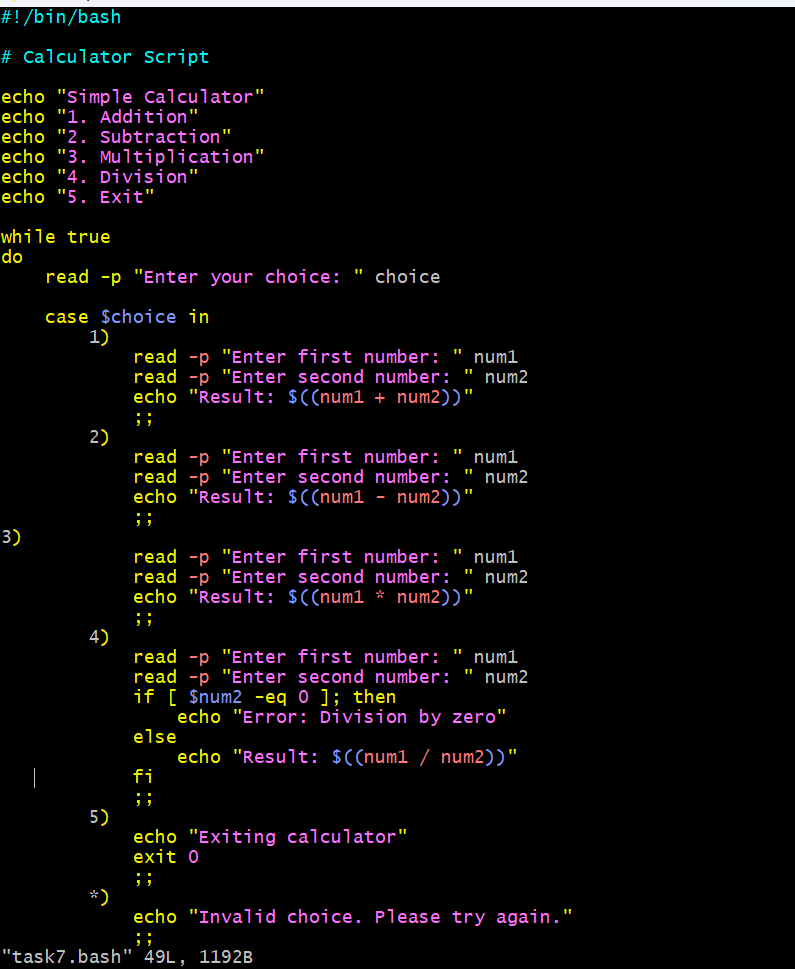 #!/bin/bash

# Calculator Script

echo "Simple Calculator"
echo "1. Addition"
echo "2. Subtraction"
echo "3. Multiplication"
echo "4. Division"
echo "5. Exit"

while true
do
    read -p "Enter your choice: " choice

    case $choice in
        1)
            read -p "Enter first number: " num1
            read -p "Enter second number: " num2
            echo "Result: $((num1 + num2))"
            ;;
        2)
            read -p "Enter first number: " num1
            read -p "Enter second number: " num2
            echo "Result: $((num1 - num2))"
            ;;
3)
            read -p "Enter first number: " num1
            read -p "Enter second number: " num2
            echo "Result: $((num1 * num2))"
            ;;
        4)
            read -p "Enter first number: " num1
            read -p "Enter second number: " num2
            if [ $num2 -eq 0 ]; then
                echo "Error: Division by zero"
            else
                echo "Result: $((num1 / num2))"
            fi
            ;;
        5)
            echo "Exiting calculator"
            exit 0
            ;;
        *)
            echo "Invalid choice. Please try again."
            ;;
"task7.bash" 49L, 1192B